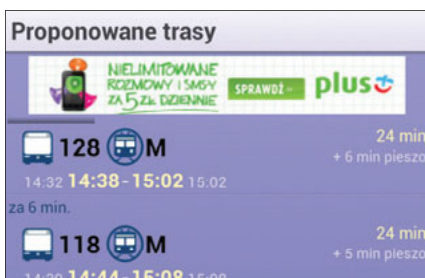 Proponowane trasy
NIELIMITOWANE
ROZMOWY I SMSY
ZA 5 ZŁ DZIENNIE
SPRAWDŹ
plus
128 M
24 min
+ 6 min pieszo
14:32 14:38-15:02 15:02
za 6 min.
118 M
24 min
+ 5 min pieszo
14:44-15:08